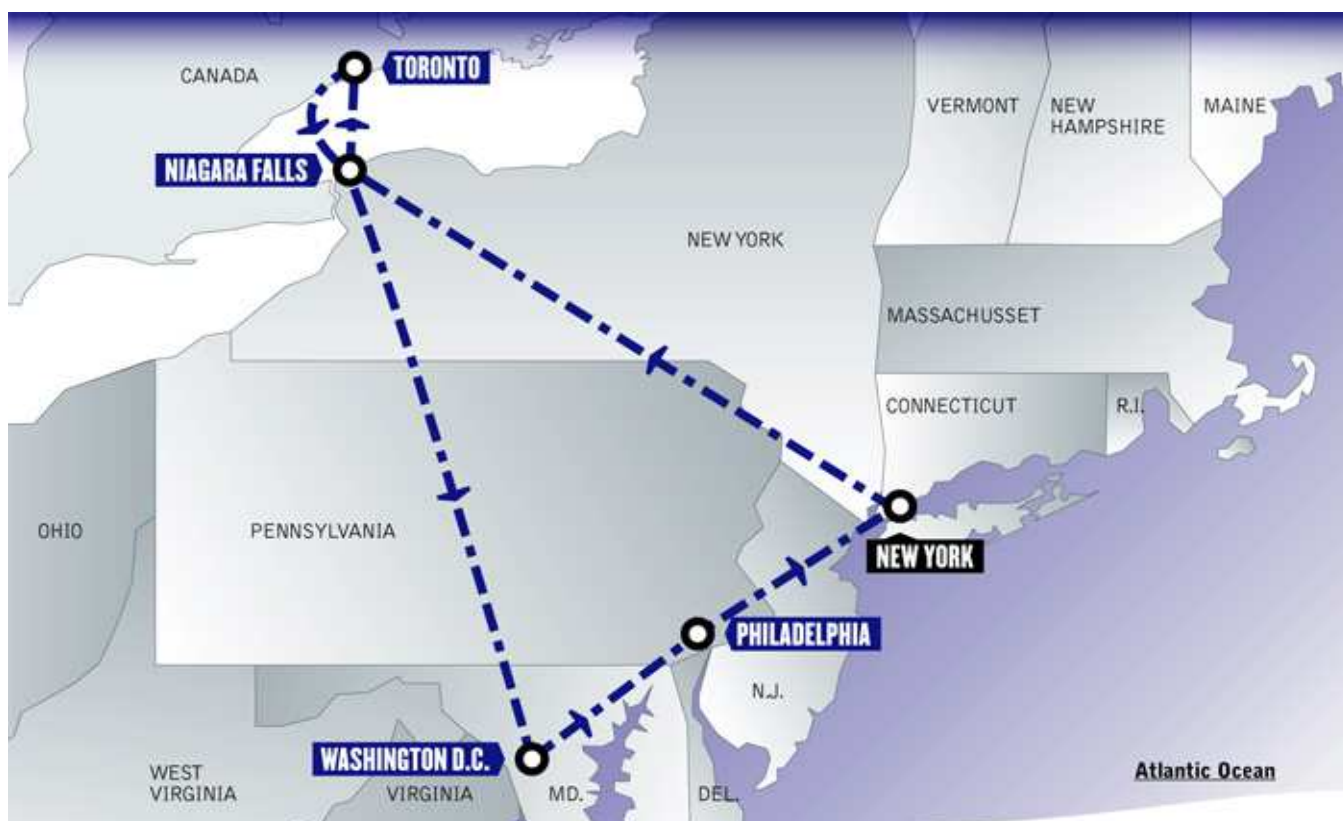 TORONTO
CANADA
VERMONT
NEW
HAMPSHIRE
MAINE
NIAGARA FALLS
NEW YORK
MASSACHUSSET
CONNECTICUT
R.I.
OHIO
PENNSYLVANIA
NEW YORK
PHILADELPHIA
N.J.
WASHINGTON D.C.
WEST
VIRGINIA
VIRGINIA
MD.
DEL.
Atlantic Ocean